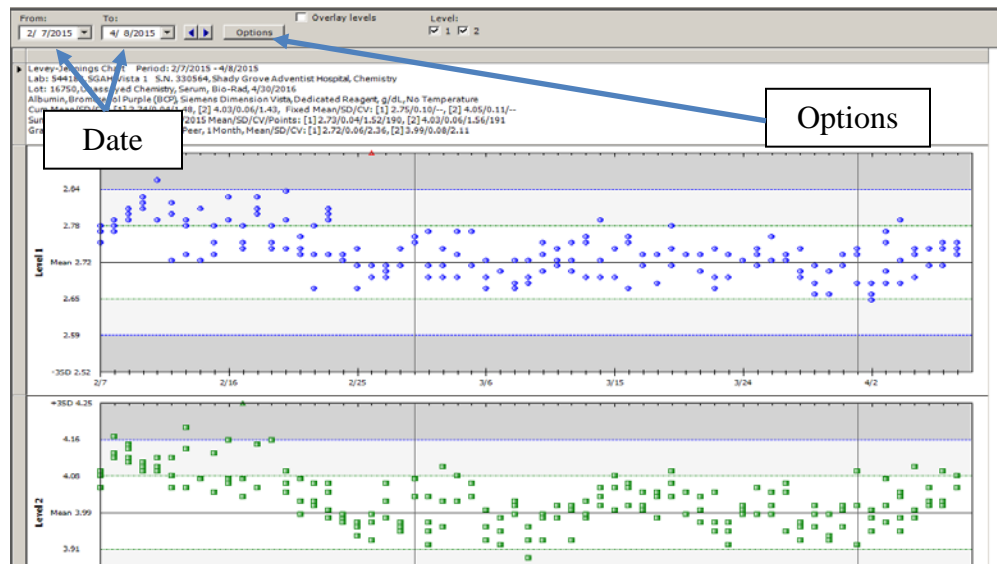 From: To: Overlay levels Level:
2/ 7/2015 4/ 8/2015 Options 1 2
Levey-Jennings Chart Period: 2/7/2015 - 4/8/2015
Lab: 54418 SGAH Vista 1 S.N. 330564, Shady Grove Adventist Hospital, Chemistry
Lot: 16750, Chemistry, Serum, Bio-Rad, 4/30/2016
Albumin, Purple (BCP), Siemens Dimension Vista, Dedicated Reagent, g/dL, No Temperature
[2] 4.03/0.06/1.43, Fixed Mean/SD/CV: [1] 2.75/0.10/--, [2] 4.05/0.11/--
/2015 Mean/SD/CV/Points: [1] 2.73/0.04/1.52/190, [2] 4.03/0.06/1.56/191
Peer, 1 Month, Mean/SD/CV: [1] 2.72/0.06/2.36, [2] 3.99/0.08/2.11
Date
Options
2.84
2.78
Level 1
Mean 2.72
2.65
2.59
-3SD 2.52
2/7 2/16 2/25 3/6 3/15 3/24 4/2
+3SD 4.25
4.16
4.08
Level 2
Mean 3.99
3.91